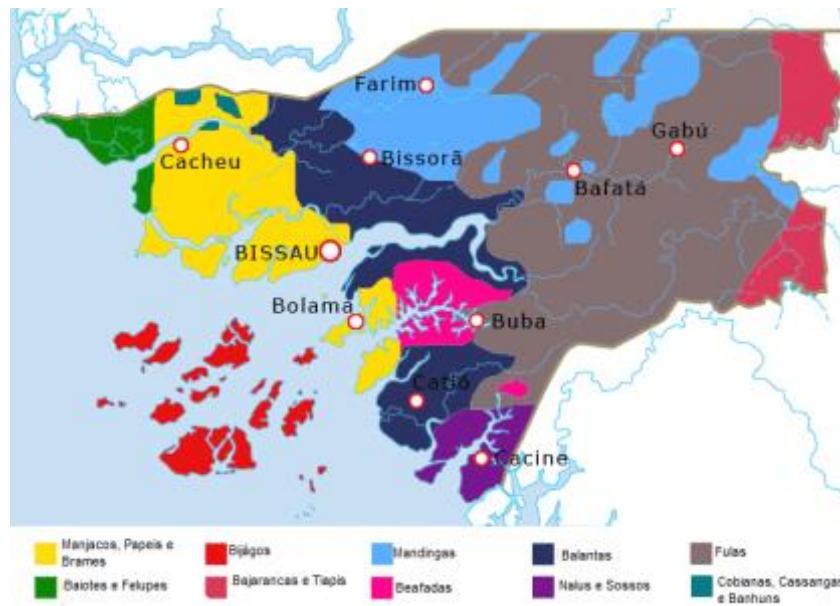 Farim
Gabú
Cacheu
Bissorã
Bafatá
BISSAU
Bolama
Buba
Catió
Cacine
Manjacos, Papeis e
Brames
Bijágos
Mandingas
Balantas
Fulas
Baiotes e Felupes
Bajarancas e Tiapis
Beafadas
Nalus e Sossos
Cobianas, Cassangas
e Banhuns